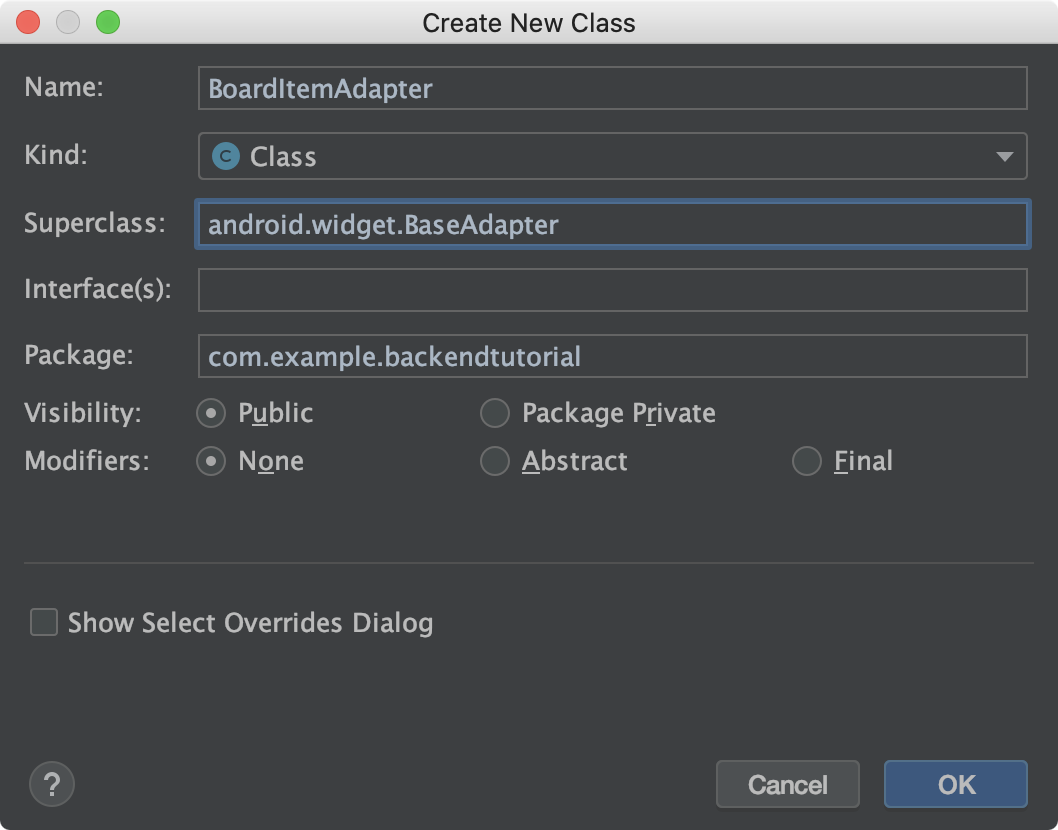 Create New Class
Name: BoardItemAdapter
Kind: C Class
Superclass: android.widget.BaseAdapter
Interface(s):
Package: com.example.backendtutorial
Visibility: Public Package Private
Modifiers: None Abstract Final
Show Select Overrides Dialog
? Cancel OK